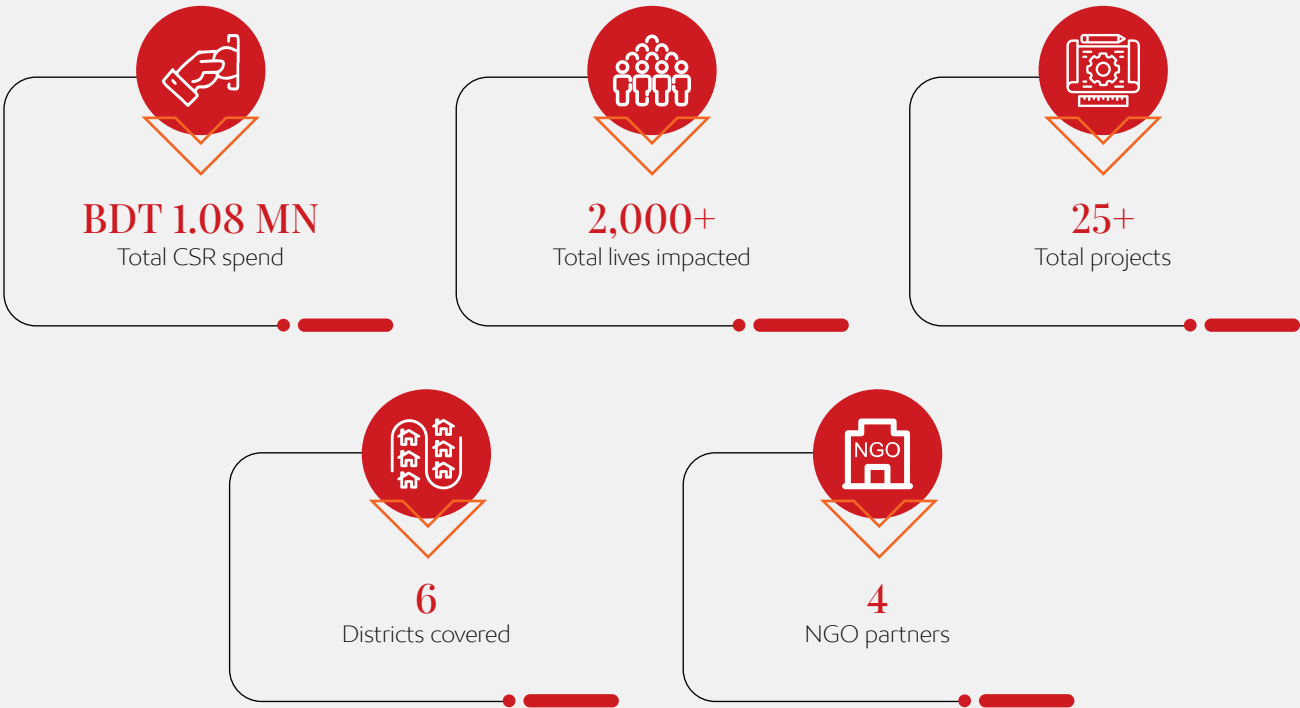 BDT 1.08 MN
Total CSR spend
2,000+
Total lives impacted
25+
Total projects
6
Districts covered
NGO
4
NGO partners